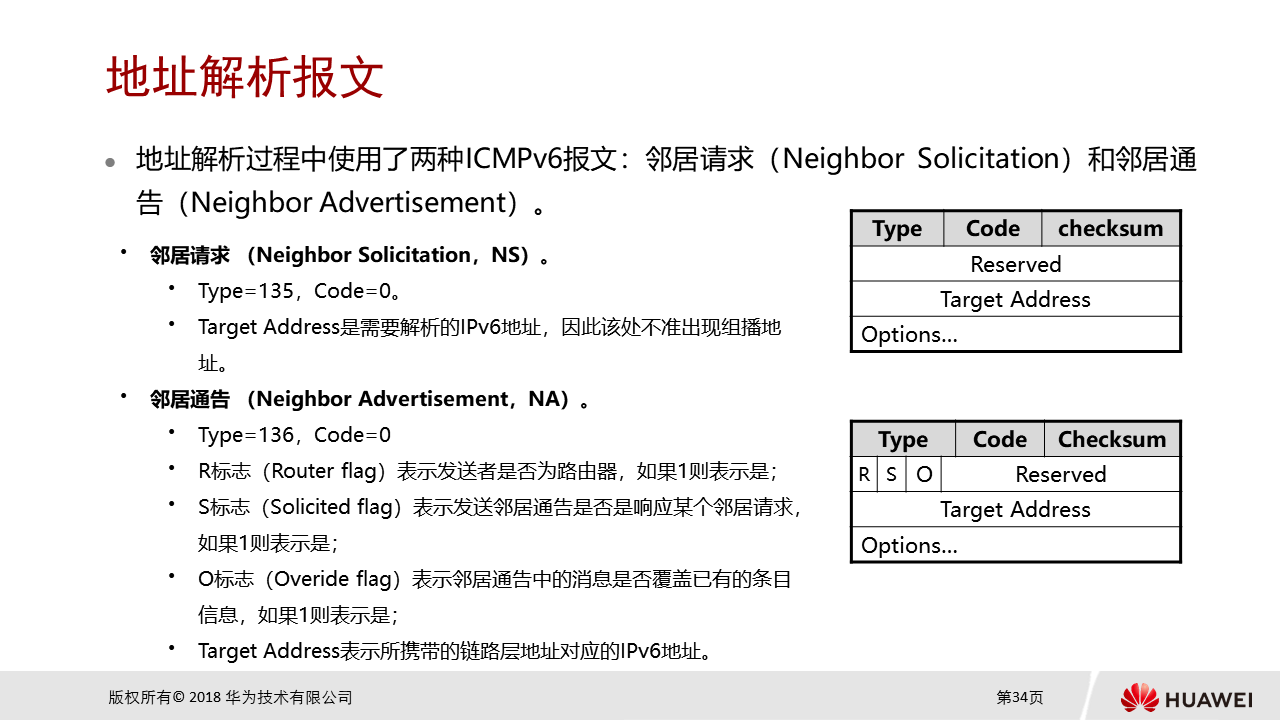 地址解析报文
地址解析过程中使用了两种ICMPv6报文：邻居请求（Neighbor Solicitation）和邻居通
告（Neighbor Advertisement）。
邻居请求 （Neighbor Solicitation，NS）。
Type=135，Code=0。
Target Address是需要解析的IPv6地址，因此该处不准出现组播地
址。
邻居通告 （Neighbor Advertisement，NA）。
Type=136，Code=0
R标志（Router flag）表示发送者是否为路由器，如果1则表示是；
S标志（Solicited flag）表示发送邻居通告是否是响应某个邻居请求，
如果1则表示是；
O标志（Overide flag）表示邻居通告中的消息是否覆盖已有的条目
信息，如果1则表示是；
Target Address表示所携带的链路层地址对应的IPv6地址。
Type Code checksum
Reserved
Target Address
Options...
Type Code Checksum
R S O Reserved
Target Address
Options...
版权所有© 2018 华为技术有限公司
第34页
HUAWEI